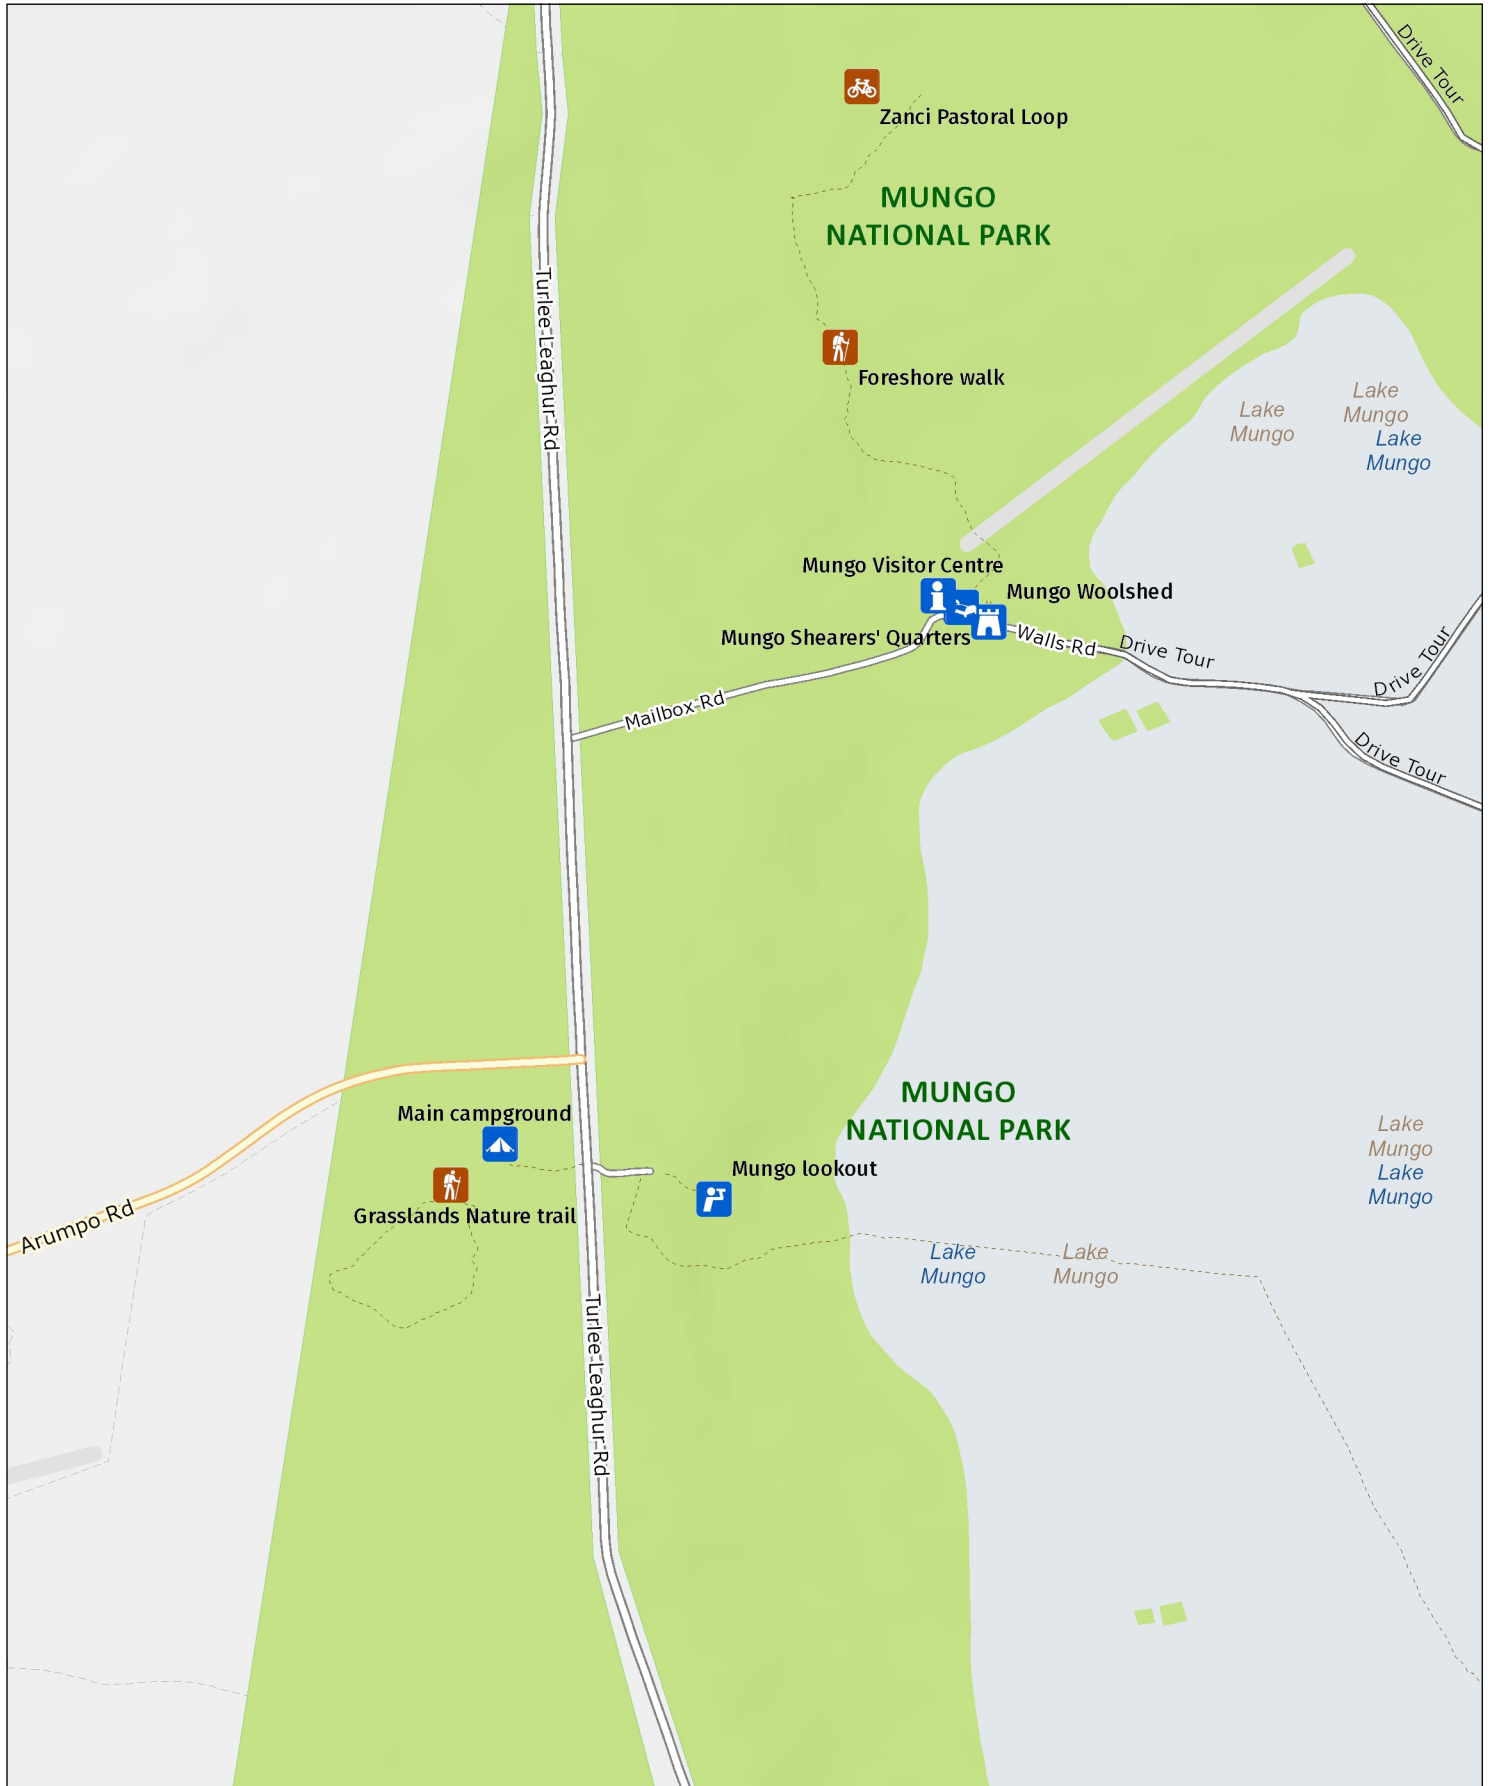 Drive Tour
Zanci Pastoral Loop
MUNGO
NATIONAL PARK
Turlee-Leaghur-Rd
Foreshore walk
Lake
Mungo
Lake
Mungo
Lake
Mungo
Mungo Visitor Centre
Mungo Woolshed
Mungo Shearers' Quarters
Walls-Rd
Drive Tour
Drive Tour
Mailbox-Rd
Drive Tour
MUNGO
NATIONAL PARK
Main campground
Lake
Mungo
Mungo lookout
Lake
Mungo
Grasslands Nature trail
Arumpo Rd
Lake
Mungo
Lake
Mungo
Turlee-Leaghur-Rd